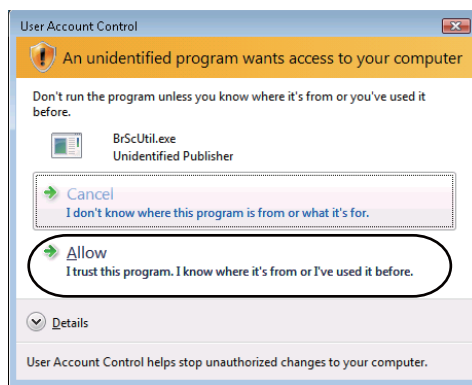 User Account Control
An unidentified program wants access to your computer
Don't run the program unless you know where it's from or you've used it
before.
BrScUtil.exe
Unidentified Publisher
Cancel
I don't know where this program is from or what it's for.
Allow
I trust this program. I know where it's from or I've used it before.
Details
User Account Control helps stop unauthorized changes to your computer.